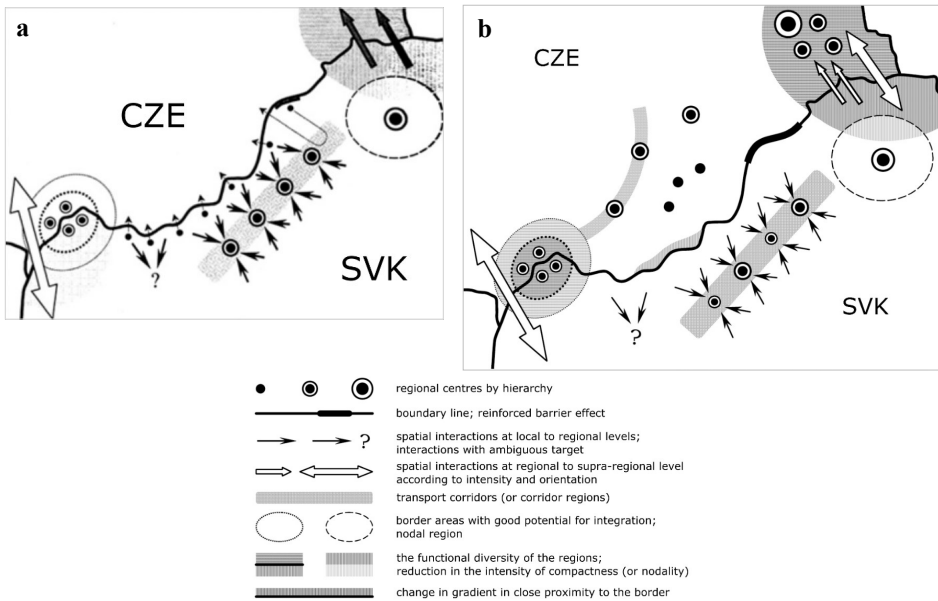 a
CZE
SVK
?
b
CZE
SVK
?
regional centres by hierarchy
boundary line; reinforced barrier effect
?
spatial interactions at local to regional levels;
interactions with ambiguous target
spatial interactions at regional to supra-regional level
according to intensity and orientation
transport corridors (or corridor regions)
border areas with good potential for integration;
nodal region
the functional diversity of the regions;
reduction in the intensity of compactness (or nodality)
change in gradient in close proximity to the border